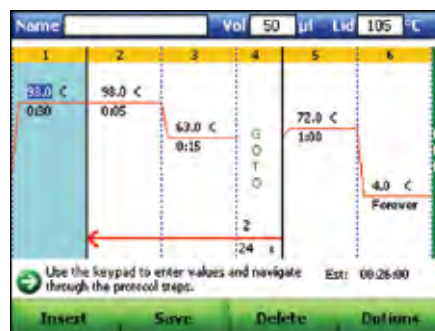 Name Vol 50 µl Lid 105 °C
1 2 3 4 5 6
98.0 C 98.0 C
0:30 0:05
63.0 C
0:15
GOTO
2
24 x
72.0 C
1:00
4.0 C
Forever
Use the keypad to enter values and navigate
through the protocol steps.
Est: 00:26:00
Insert Save Delete Options